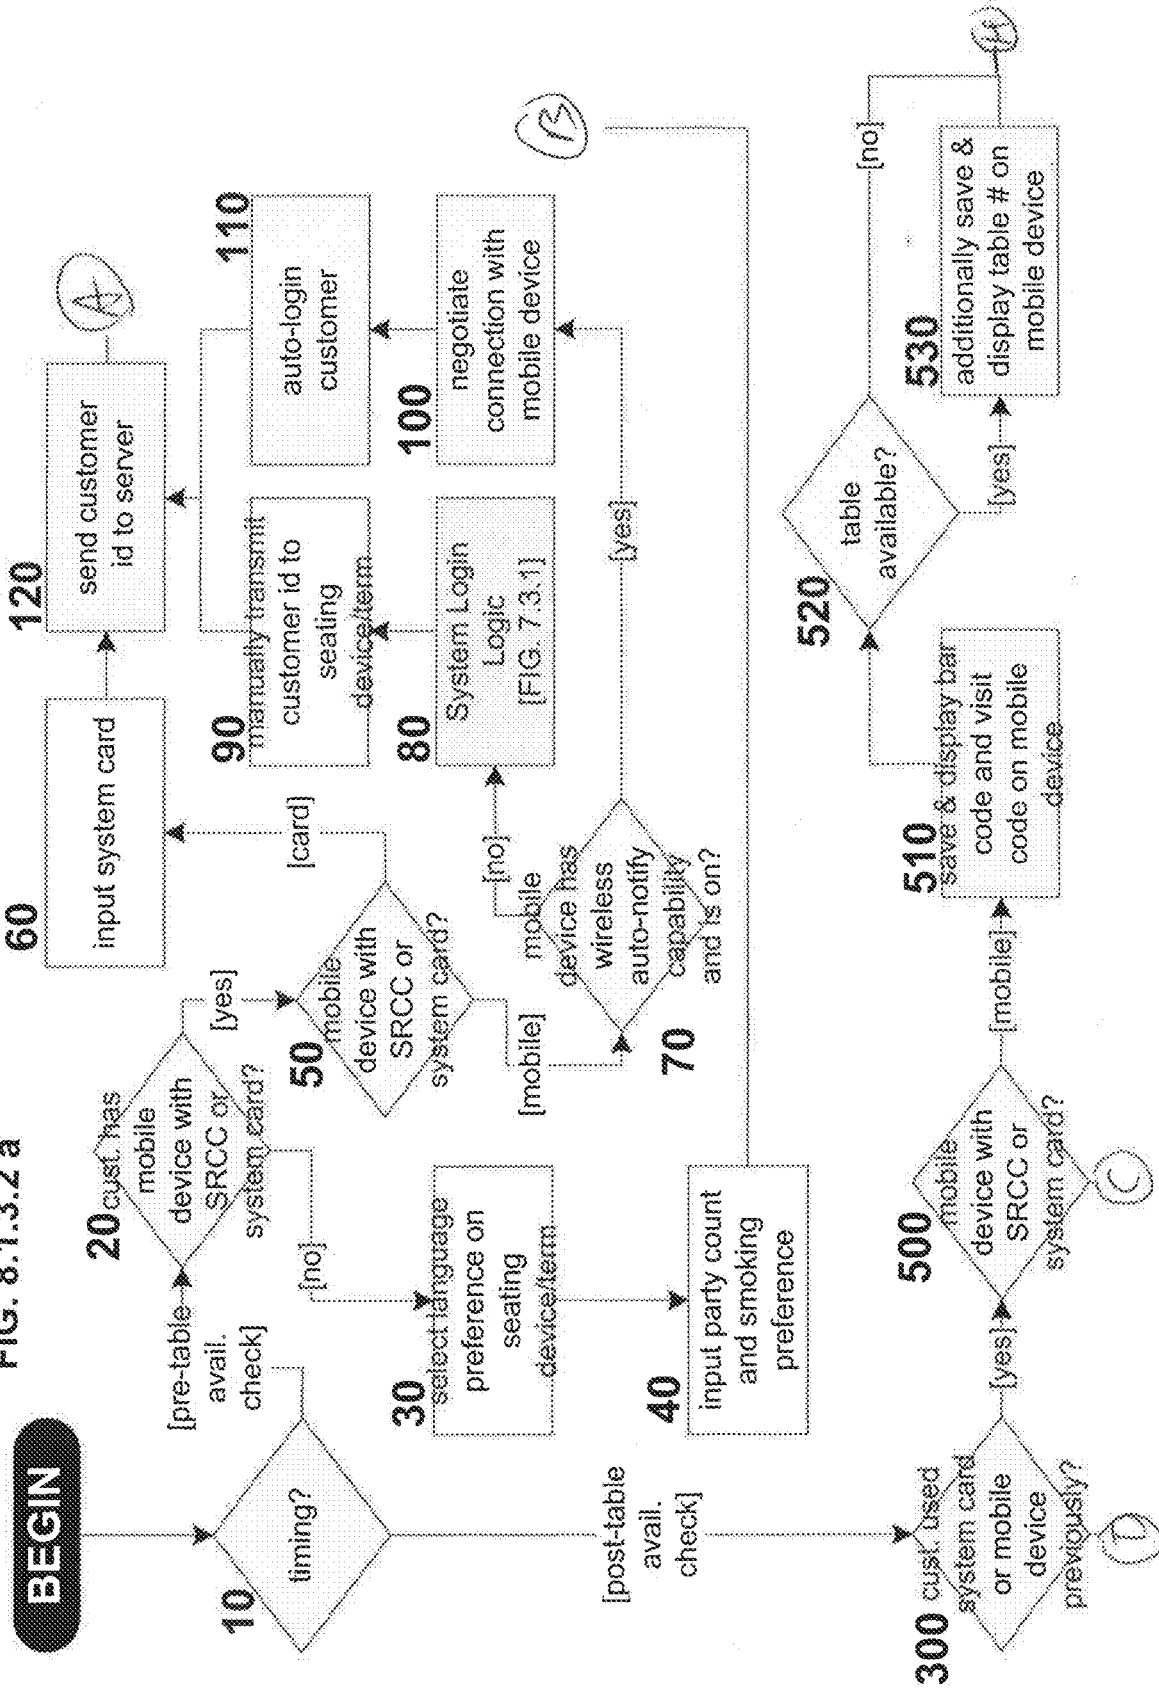 FIG. 8.1.3.2 a
BEGIN
10
timing?
[pre-table
avail.
check]
[post-table
avail.
check]
20
cust. has
mobile
device with
SRCC or
system card?
[yes]
[no]
30
select language
preference on
seating
device/term
40
input party count
and smoking
preference
B
50
mobile
device with
SRCC or
system card?
[card]
[mobile]
60
input system card
70
mobile
device has
wireless
auto-notify
capability
and is on?
[no]
[yes]
80
System Login
Logic
[FIG. 7.3.1]
90
manually transmit
customer id to
seating
device/term
100
negotiate
connection with
mobile device
110
auto-login
customer
120
send customer
id to server
A
300
cust. used
system card
or mobile
device
previously?
D
[yes]
500
mobile
device with
SRCC or
system card?
C
[mobile]
510
save & display bar
code and visit
code on mobile
device
520
table
available?
[no]
[yes]
530
additionally save &
display table # on
mobile device
H